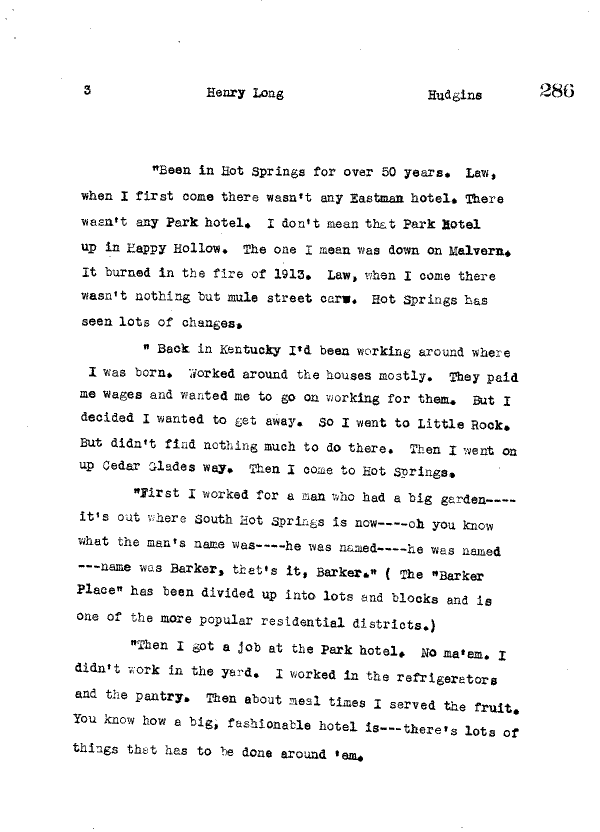 3 Henry Long Hudgins 286
"Been in Hot Springs for over 50 years. Law,
when I first come there wasn't any Eastman hotel. There
wasn't any Park hotel. I don't mean that Park Hotel
up in Happy Hollow. The one I mean was down on Malvern.
It burned in the fire of 1913. Law, when I come there
wasn't nothing but mule street cars. Hot Springs has
seen lots of changes.
" Back in Kentucky I'd been working around where
I was born. Worked around the houses mostly. They paid
me wages and wanted me to go on working for them. But I
decided I wanted to get away. So I went to Little Rock.
But didn't find nothing much to do there. Then I went on
up Cedar Glades way. Then I come to Hot Springs.
"First I worked for a man who had a big garden----
it's out where South Hot Springs is now----oh you know
what the man's name was----he was named----he was named
---name was Barker, that's it, Barker." ( The "Barker
Place" has been divided up into lots and blocks and is
one of the more popular residential districts.)
"Then I got a job at the Park hotel. No ma'em. I
didn't work in the yard. I worked in the refrigerators
and the pantry. Then about meal times I served the fruit.
You know how a big, fashionable hotel is---there's lots of
things that has to be done around 'em.